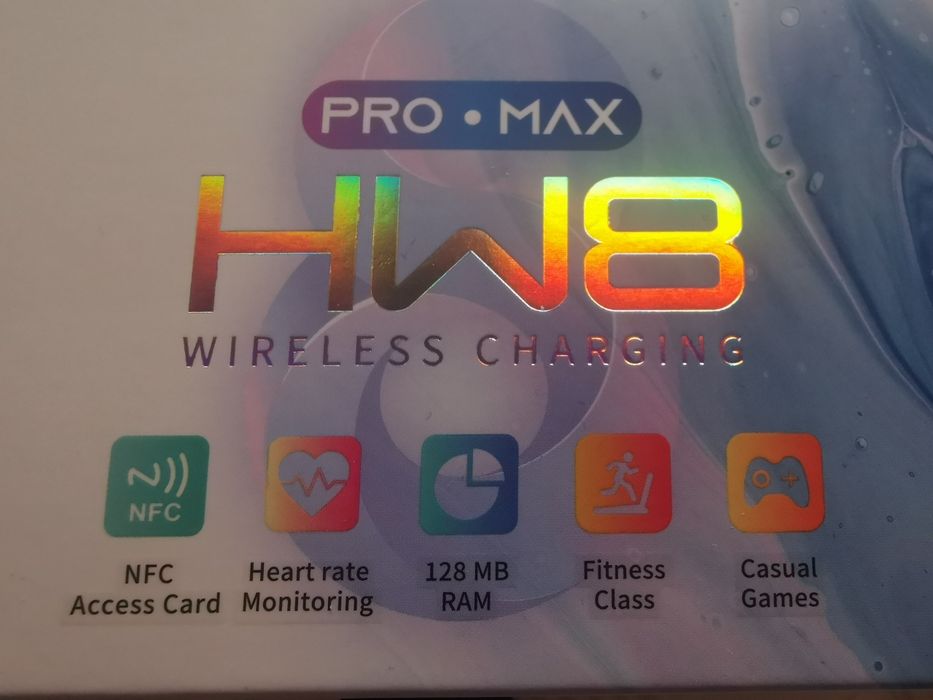 PRO • MAX
HW8
WIRELESS CHARGING
NFC
NFC
Access Card
Heart rate
Monitoring
128 MB
RAM
Fitness
Class
Casual
Games